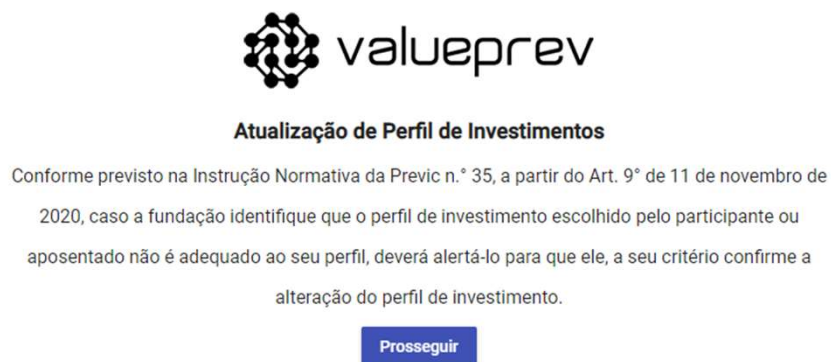 valueprev
Atualização de Perfil de Investimentos
Conforme previsto na Instrução Normativa da Previc n.° 35, a partir do Art. 9° de 11 de novembro de
2020, caso a fundação identifique que o perfil de investimento escolhido pelo participante ou
aposentado não é adequado ao seu perfil, deverá alertá-lo para que ele, a seu critério confirme a
alteração do perfil de investimento.
Prosseguir